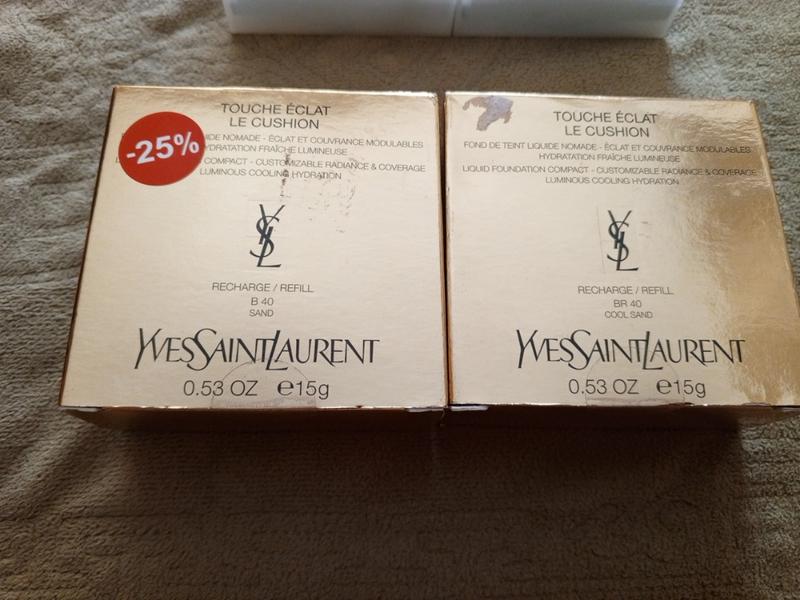 TOUCHE ÉCLAT
LE CUSHION
-25%
IDE NOMADE - ÉCLAT ET COUVRANCE MODULABLES
HYDRATATION FRAÎCHE LUMINEUSE
COMPACT - CUSTOMIZABLE RADIANCE & COVERAGE
LUMINOUS COOLING HYDRATION
YSL
RECHARGE / REFILL
B 40
SAND
YVESSAINTLAURENT
0.53 OZ e15g
TOUCHE ÉCLAT
LE CUSHION
FOND DE TEINT LIQUIDE NOMADE - ÉCLAT ET COUVRANCE MODULABLES
HYDRATATION FRAÎCHE LUMINEUSE
LIQUID FOUNDATION COMPACT - CUSTOMIZABLE RADIANCE & COVERAGE
LUMINOUS COOLING HYDRATION
YSL
RECHARGE / REFILL
BR 40
COOL SAND
YVESSAINTLAURENT
0.53 OZ e15g